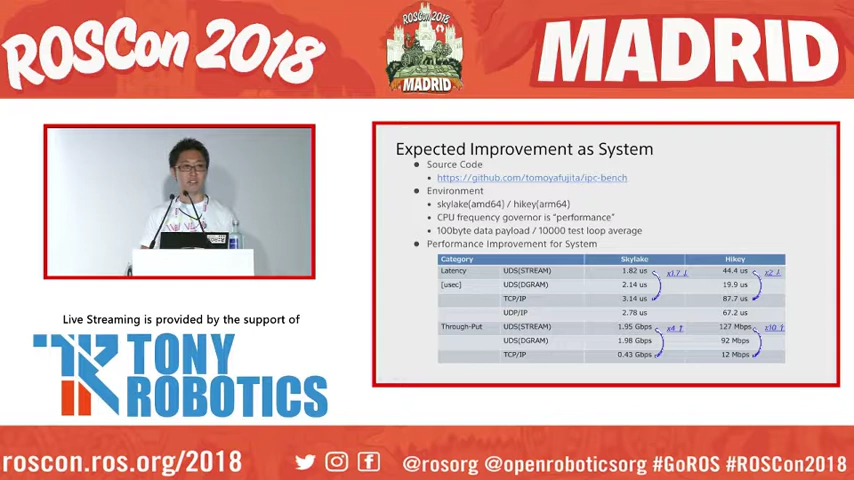 ROSCon 2018
ROSCon 2018
MADRID
MADRID
Expected Improvement as System
● Source Code
▪ https://github.com/tomoyafujita/ipc-bench
● Environment
▪ skylake(amd64) / hikey(arm64)
▪ CPU frequency governor is "performance"
▪ 100byte data payload / 10000 test loop average
● Performance Improvement for System
Category Skylake Hikey
Latency UDS(STREAM) 1.82 us x1.7 ↓ 44.4 us x2 ↓
[usec] UDS(DGRAM) 2.14 us 19.9 us
TCP/IP 3.14 us 87.7 us
UDP/IP 2.78 us 67.2 us
Through-Put UDS(STREAM) 1.95 Gbps x4 ↑ 127 Mbps x10 ↑
UDS(DGRAM) 1.98 Gbps 92 Mbps
TCP/IP 0.43 Gbps 12 Mbps
Live Streaming is provided by the support of
TONY
ROBOTICS
roscon.ros.org/2018
@rosorg @openroboticsorg #GoROS #ROSCon2018